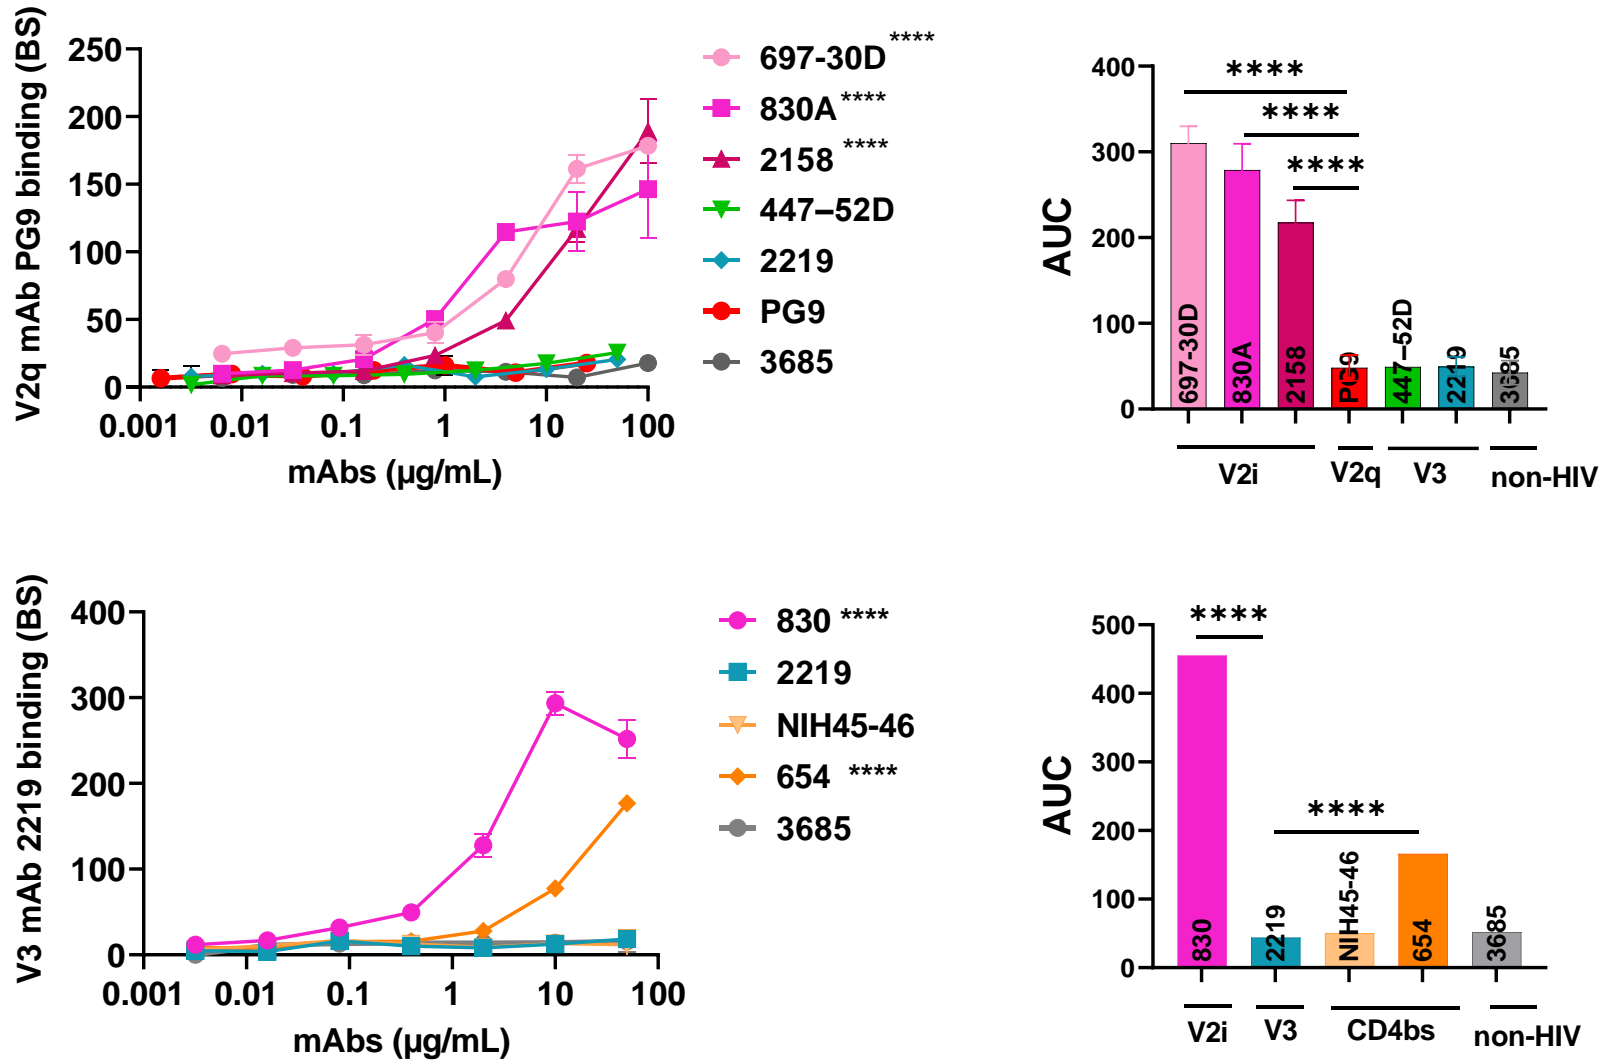 V2q mAb PG9 binding (BS)
250
200
150
100
50
0
0.001
0.01
0.1
1
10
100
mAbs (µg/mL)
697-30D ****
830A ****
2158 ****
447–52D
2219
PG9
3685
AUC
400
300
200
100
0
****
****
****
697-30D
830A
2158
PG9
447–52D
2219
3685
V2i
V2q
V3
non-HIV
V3 mAb 2219 binding (BS)
400
300
200
100
0
0.001
0.01
0.1
1
10
100
mAbs (µg/mL)
830 ****
2219
NIH45-46
654 ****
3685
AUC
500
400
300
200
100
0
****
****
830
2219
NIH45-46
654
3685
V2i
V3
CD4bs
non-HIV